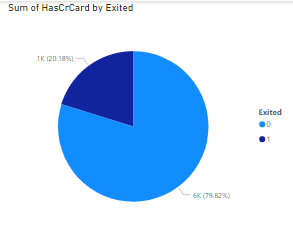 Sum of HasCrCard by Exited
1K (20.18%)
Exited
0
1
6K (79.82%)